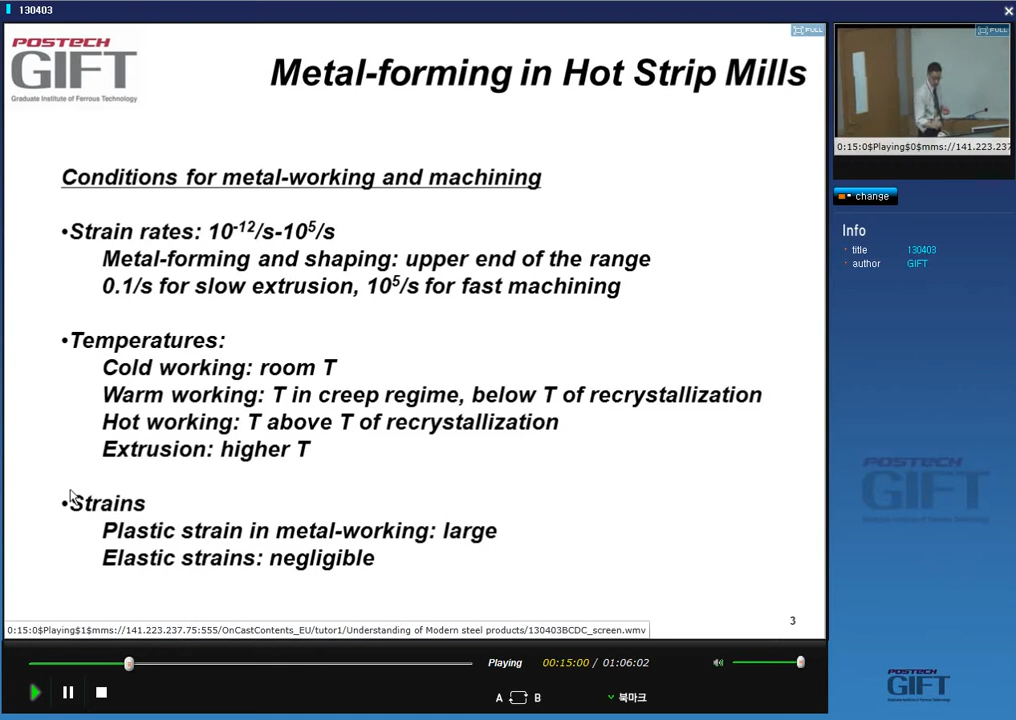 130403
POSTECH
GIFT
Graduate Institute of Ferrous Technology
FULL
Metal-forming in Hot Strip Mills
Conditions for metal-working and machining
•Strain rates: 10⁻¹²/s-10⁵/s
Metal-forming and shaping: upper end of the range
0.1/s for slow extrusion, 10⁵/s for fast machining
•Temperatures:
Cold working: room T
Warm working: T in creep regime, below T of recrystallization
Hot working: T above T of recrystallization
Extrusion: higher T
•Strains
Plastic strain in metal-working: large
Elastic strains: negligible
3
0:15:0$Playing$1$mms://141.223.237.75:555/OnCastContents_EU/tutor1/Understanding of Modern steel products/130403BCDC_screen.wmv
Playing
00:15:00 / 01:06:02
A B
북마크
FULL
0:15:0$Playing$0$mms://141.223.237
change
Info
title 130403
author GIFT
POSTECH
GIFT
POSTECH
GIFT